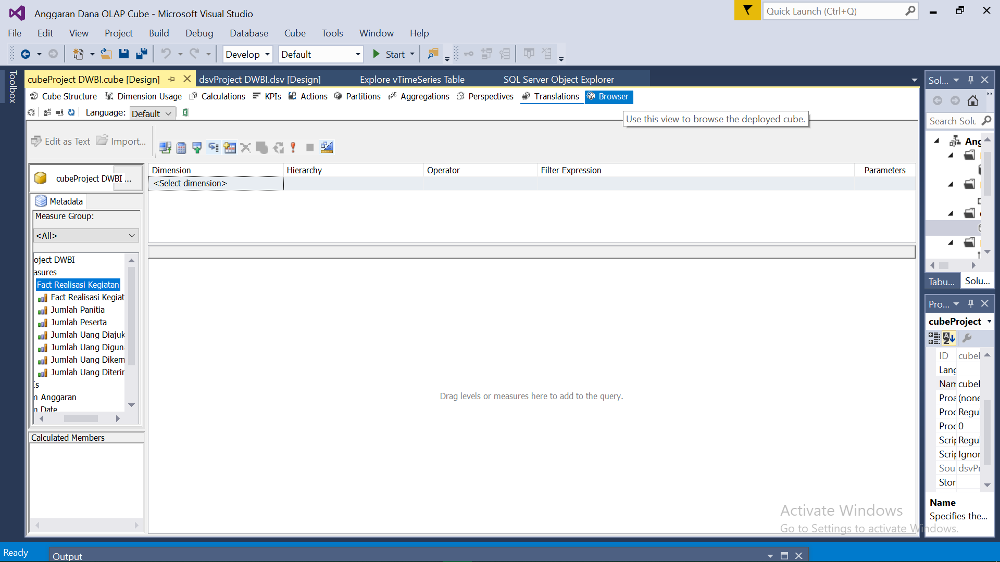 Anggaran Dana OLAP Cube - Microsoft Visual Studio
Quick Launch (Ctrl+Q)
File Edit View Project Build Debug Database Cube Tools Window Help
Develop Default Start
Toolbox
cubeProject DWBI.cube [Design] dsvProject DWBI.dsv [Design] Explore vTimeSeries Table SQL Server Object Explorer
Cube Structure Dimension Usage Calculations KPIs Actions Partitions Aggregations Perspectives Translations Browser
Language: Default
Use this view to browse the deployed cube.
Edit as Text Import...
cubeProject DWBI ...
Metadata
Measure Group:
<All>
oject DWBI
asures
Fact Realisasi Kegiatan
Fact Realisasi Kegiat
Jumlah Panitia
Jumlah Peserta
Jumlah Uang Diajuk
Jumlah Uang Digun
Jumlah Uang Dikem
Jumlah Uang Diterir
s
n Anggaran
n Date
Calculated Members
Dimension Hierarchy Operator Filter Expression Parameters
<Select dimension>
Drag levels or measures here to add to the query.
Sol...
Search Solu
Ang
Tabu... Solu...
Pro...
cubeProject
ID cubeP
Lang
Nam cubeP
Proa (none
Proc Regul
Proc 0
Scrip Regul
Scrip Ignor
Sou dsvPr
Stor
Name
Specifies the...
Activate Windows
Go to Settings to activate Windows.
Ready
Output